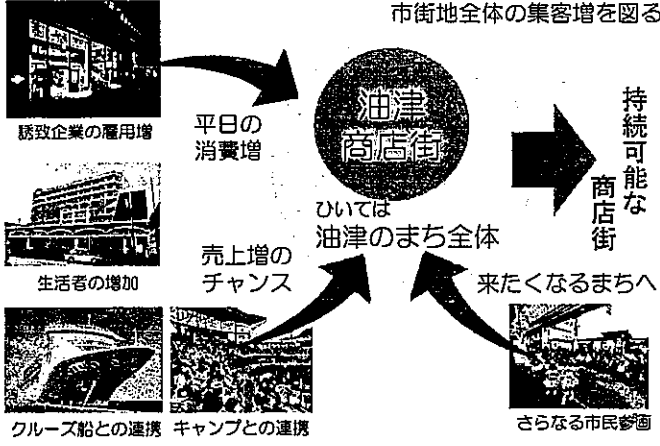 市街地全体の集客増を図る
誘致企業の雇用増
平日の
消費増
油津
商店街
持続可能な
商店街
ひいては
油津のまち全体
生活者の増加
売上増の
チャンス
来たくなるまちへ
クルーズ船との連携
キャンプとの連携
さらなる市民参画